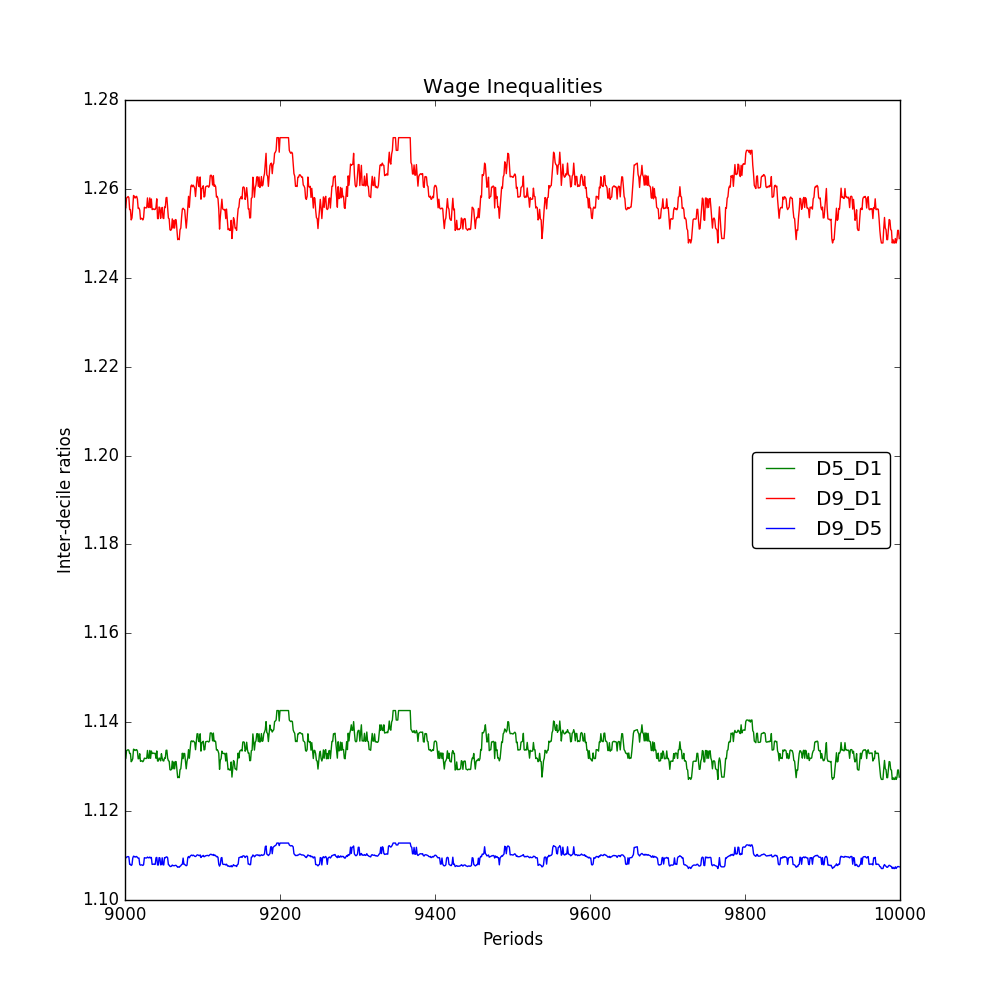 Wage Inequalities
1.28
1.26
1.24
1.22
1.20
1.18
1.16
1.14
1.12
1.10
Inter-decile ratios
D5_D1
D9_D1
D9_D5
9000 9200 9400 9600 9800 10000
Periods